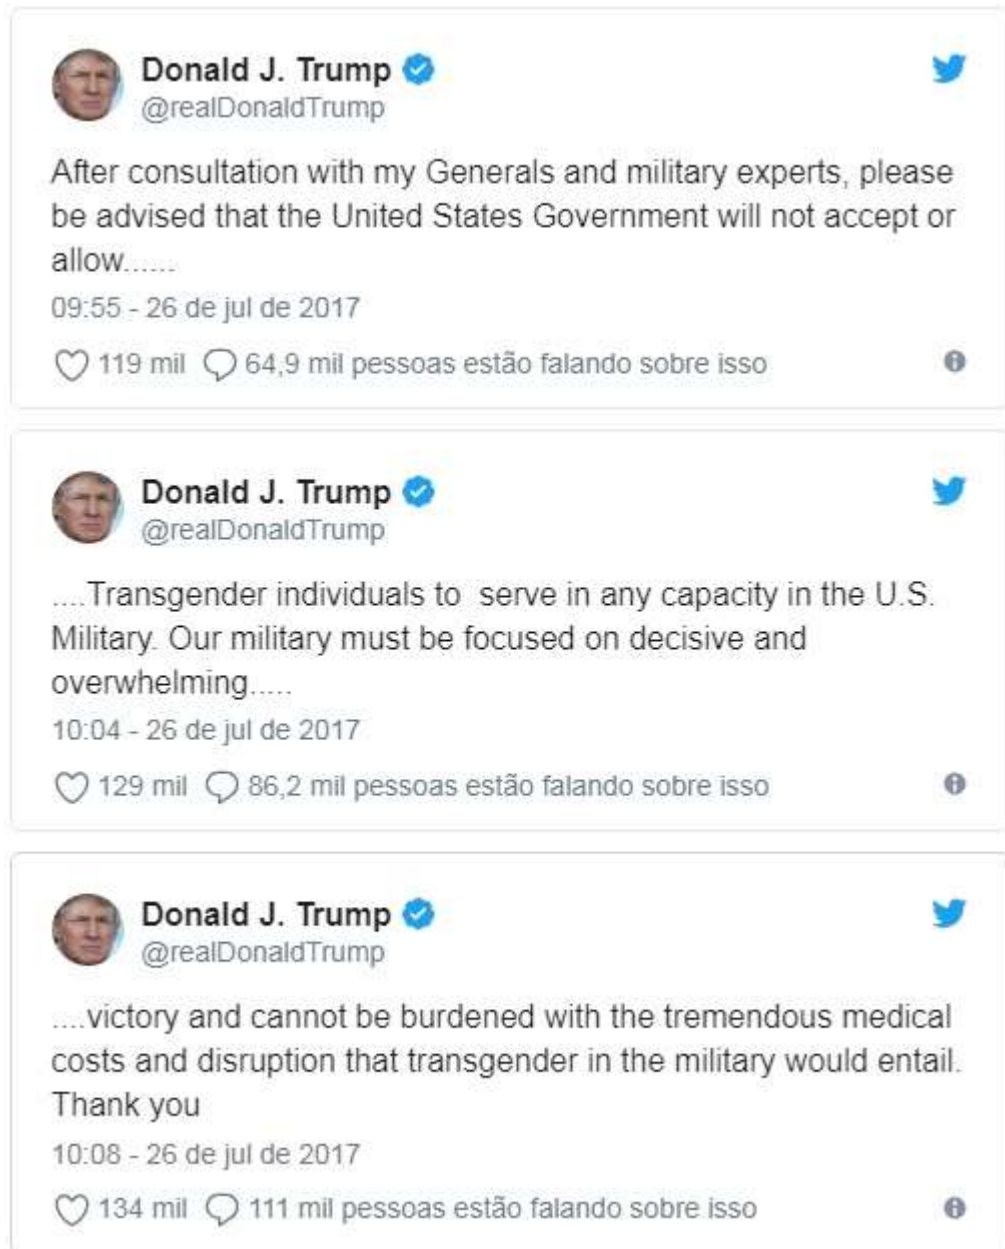 Donald J. Trump
@realDonaldTrump
After consultation with my Generals and military experts, please
be advised that the United States Government will not accept or
allow......
09:55 - 26 de jul de 2017
119 mil 64,9 mil pessoas estão falando sobre isso
Donald J. Trump
@realDonaldTrump
....Transgender individuals to  serve in any capacity in the U.S.
Military. Our military must be focused on decisive and
overwhelming.....
10:04 - 26 de jul de 2017
129 mil 86,2 mil pessoas estão falando sobre isso
Donald J. Trump
@realDonaldTrump
....victory and cannot be burdened with the tremendous medical
costs and disruption that transgender in the military would entail.
Thank you
10:08 - 26 de jul de 2017
134 mil 111 mil pessoas estão falando sobre isso